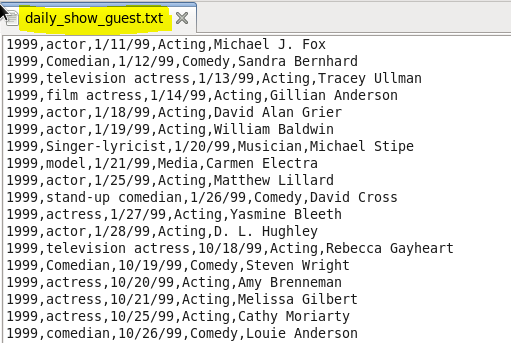 daily_show_guest.txt
1999,actor,1/11/99,Acting,Michael J. Fox
1999,Comedian,1/12/99,Comedy,Sandra Bernhard
1999,television actress,1/13/99,Acting,Tracey Ullman
1999,film actress,1/14/99,Acting,Gillian Anderson
1999,actor,1/18/99,Acting,David Alan Grier
1999,actor,1/19/99,Acting,William Baldwin
1999,Singer-lyricist,1/20/99,Musician,Michael Stipe
1999,model,1/21/99,Media,Carmen Electra
1999,actor,1/25/99,Acting,Matthew Lillard
1999,stand-up comedian,1/26/99,Comedy,David Cross
1999,actress,1/27/99,Acting,Yasmine Bleeth
1999,actor,1/28/99,Acting,D. L. Hughley
1999,television actress,10/18/99,Acting,Rebecca Gayheart
1999,Comedian,10/19/99,Comedy,Steven Wright
1999,actress,10/20/99,Acting,Amy Brenneman
1999,actress,10/21/99,Acting,Melissa Gilbert
1999,actress,10/25/99,Acting,Cathy Moriarty
1999,comedian,10/26/99,Comedy,Louie Anderson